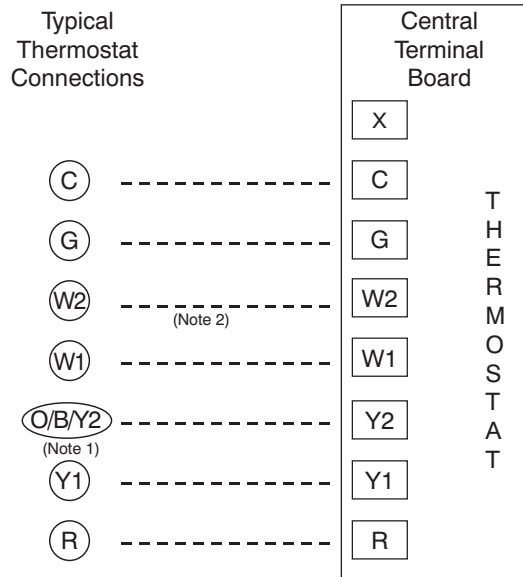 Typical
Thermostat
Connections
Central
Terminal
Board
X
C
C
G
G
W2
(Note 2)
W2
W1
W1
O/B/Y2
(Note 1)
Y2
Y1
Y1
R
R
THERMOSTAT